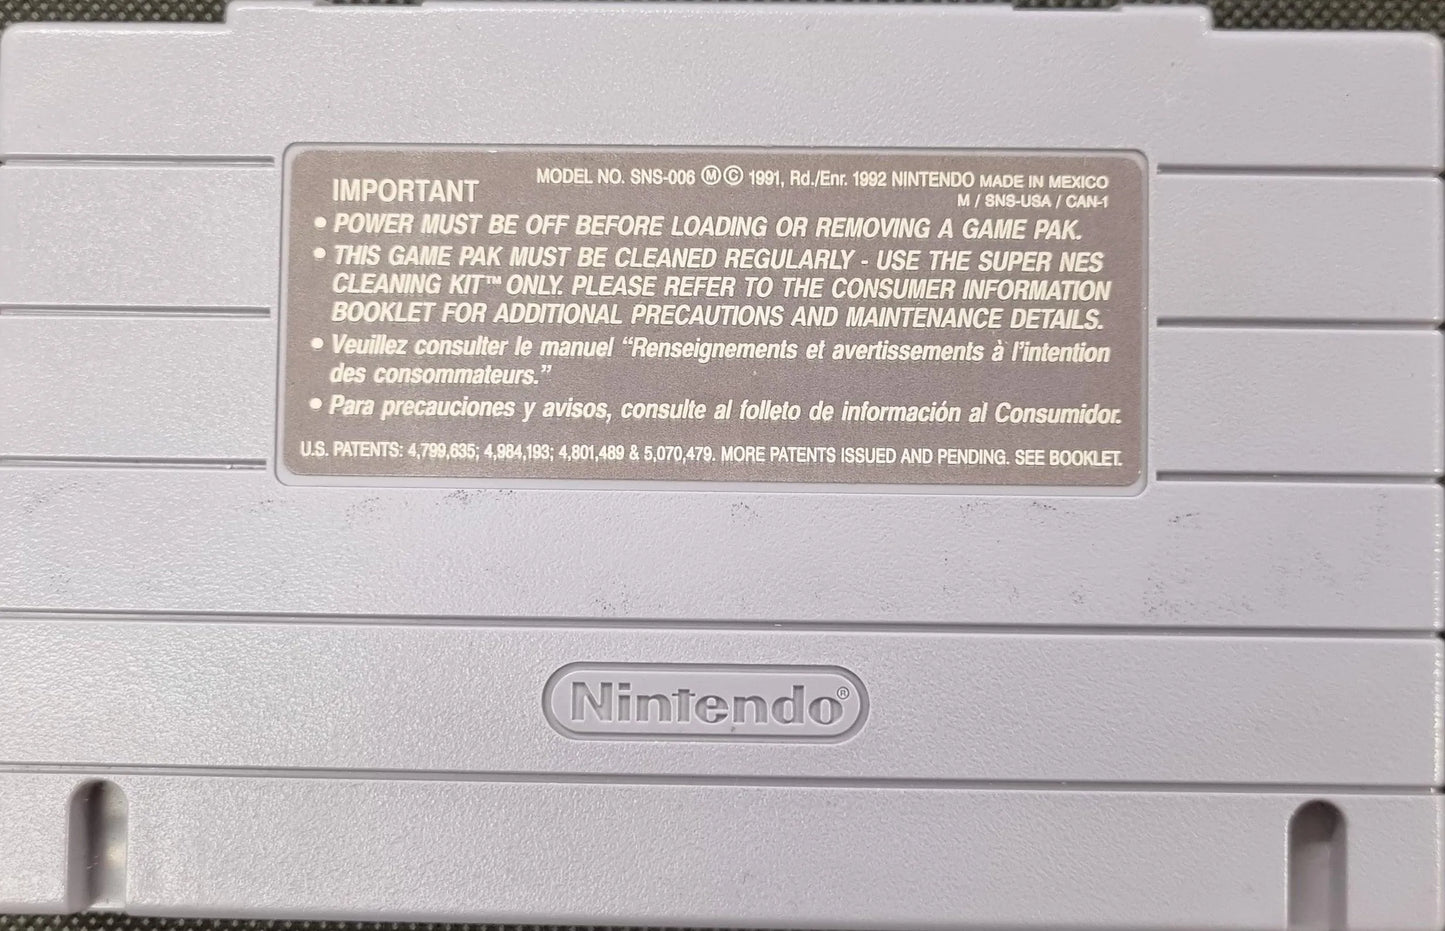 IMPORTANT
MODEL NO. SNS-006 Ⓜ © 1991, Rd./Enr. 1992 NINTENDO MADE IN MEXICO
M / SNS-USA / CAN-1
• POWER MUST BE OFF BEFORE LOADING OR REMOVING A GAME PAK.
• THIS GAME PAK MUST BE CLEANED REGULARLY - USE THE SUPER NES
CLEANING KIT™ ONLY. PLEASE REFER TO THE CONSUMER INFORMATION
BOOKLET FOR ADDITIONAL PRECAUTIONS AND MAINTENANCE DETAILS.
• Veuillez consulter le manuel “Renseignements et avertissements à l’intention
des consommateurs.”
• Para precauciones y avisos, consulte al folleto de información al Consumidor.
U.S. PATENTS: 4,799,635; 4,984,193; 4,801,489 & 5,070,479. MORE PATENTS ISSUED AND PENDING. SEE BOOKLET.
Nintendo®